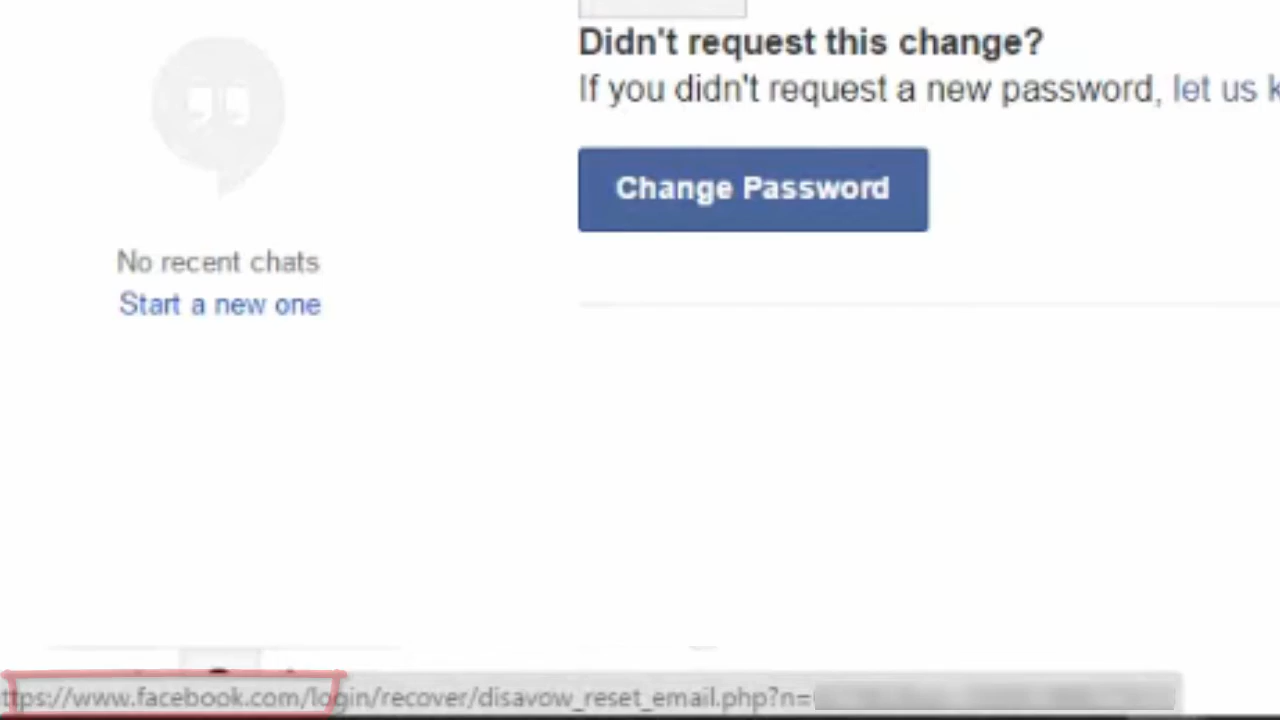 Didn't request this change?
If you didn't request a new password, let us k
Change Password
No recent chats
Start a new one
ttps://www.facebook.com/login/recover/disavow_reset_email.php?n=